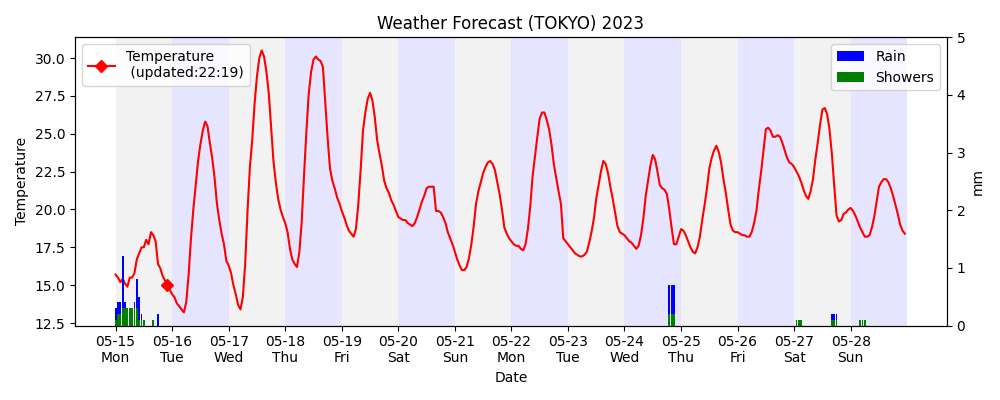 Weather Forecast (TOKYO) 2023
Temperature
(updated:22:19)
Rain
Showers
30.0
27.5
25.0
22.5
20.0
17.5
15.0
12.5
Temperature
5
4
3
2
1
0
mm
05-15 05-16 05-17 05-18 05-19 05-20 05-21 05-22 05-23 05-24 05-25 05-26 05-27 05-28
Mon Tue Wed Thu Fri Sat Sun Mon Tue Wed Thu Fri Sat Sun
Date